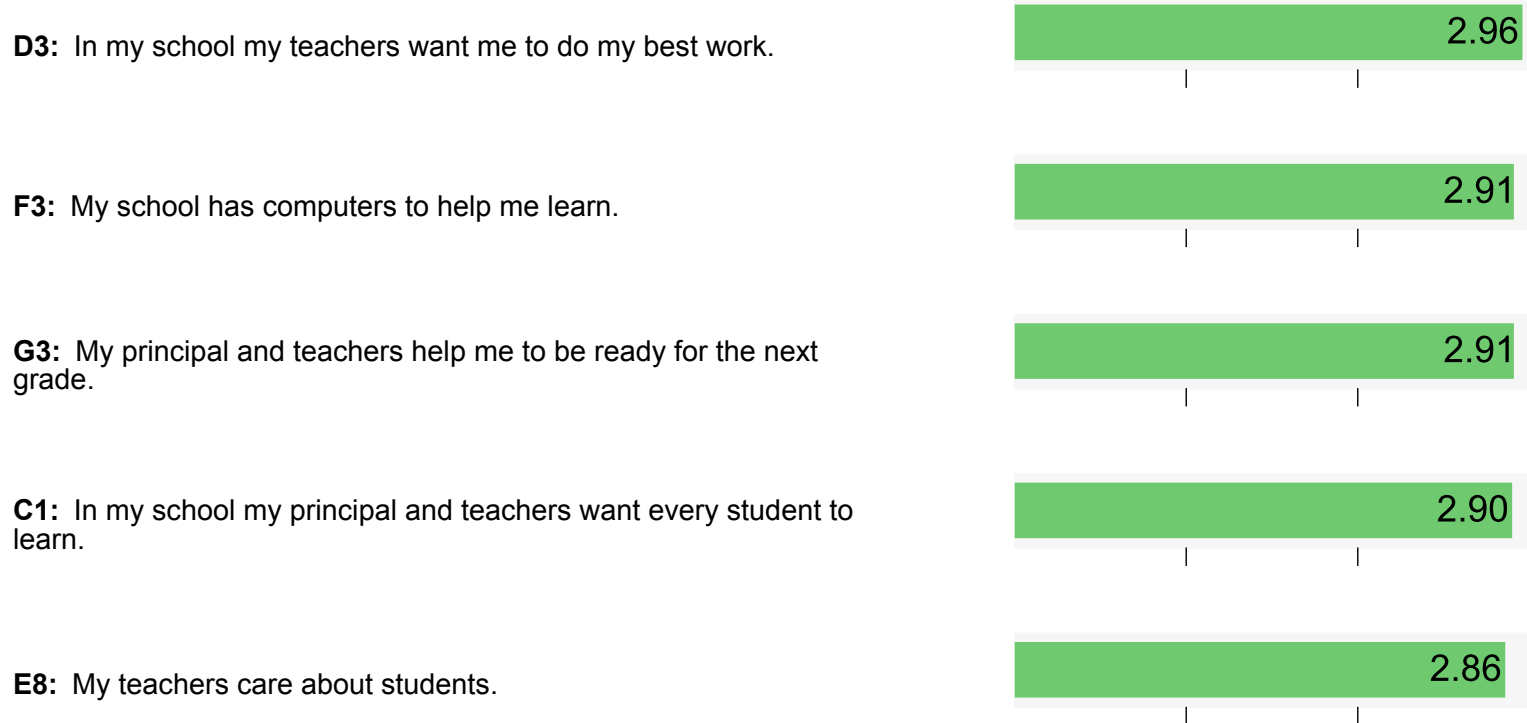 D3: In my school my teachers want me to do my best work.
2.96
F3: My school has computers to help me learn.
2.91
G3: My principal and teachers help me to be ready for the next
grade.
2.91
C1: In my school my principal and teachers want every student to
learn.
2.90
E8: My teachers care about students.
2.86